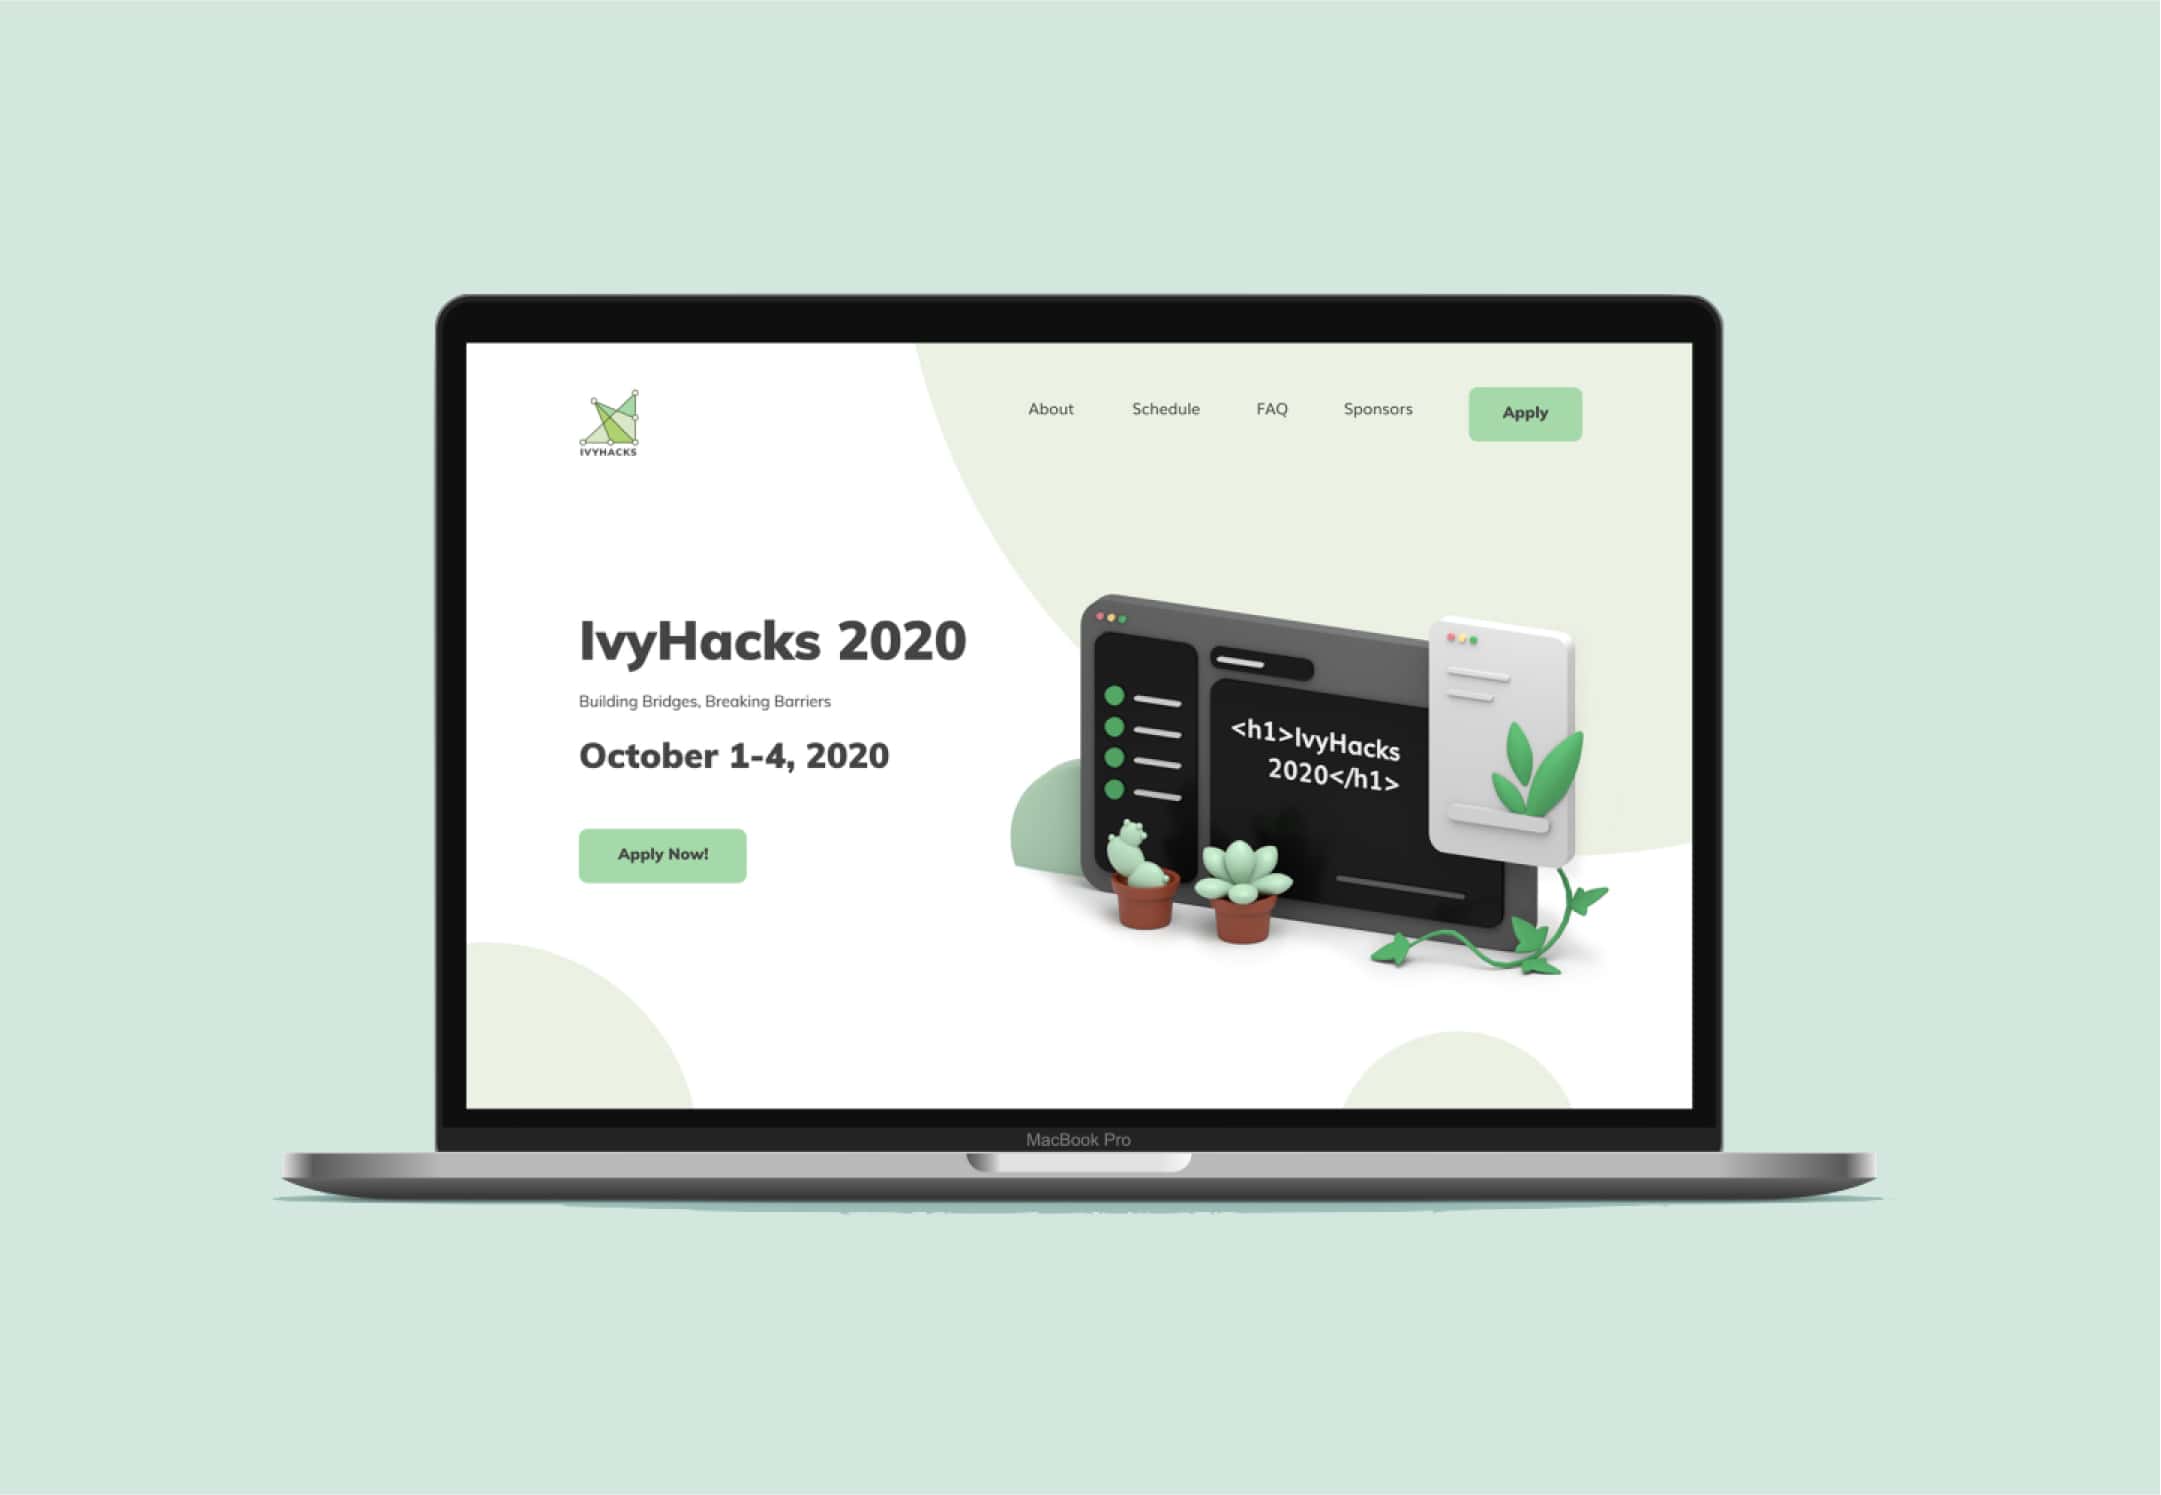 IVYHACKS
About
Schedule
FAQ
Sponsors
Apply
IvyHacks 2020
Building Bridges, Breaking Barriers
October 1-4, 2020
Apply Now!
<h1>IvyHacks
2020</h1>
MacBook Pro